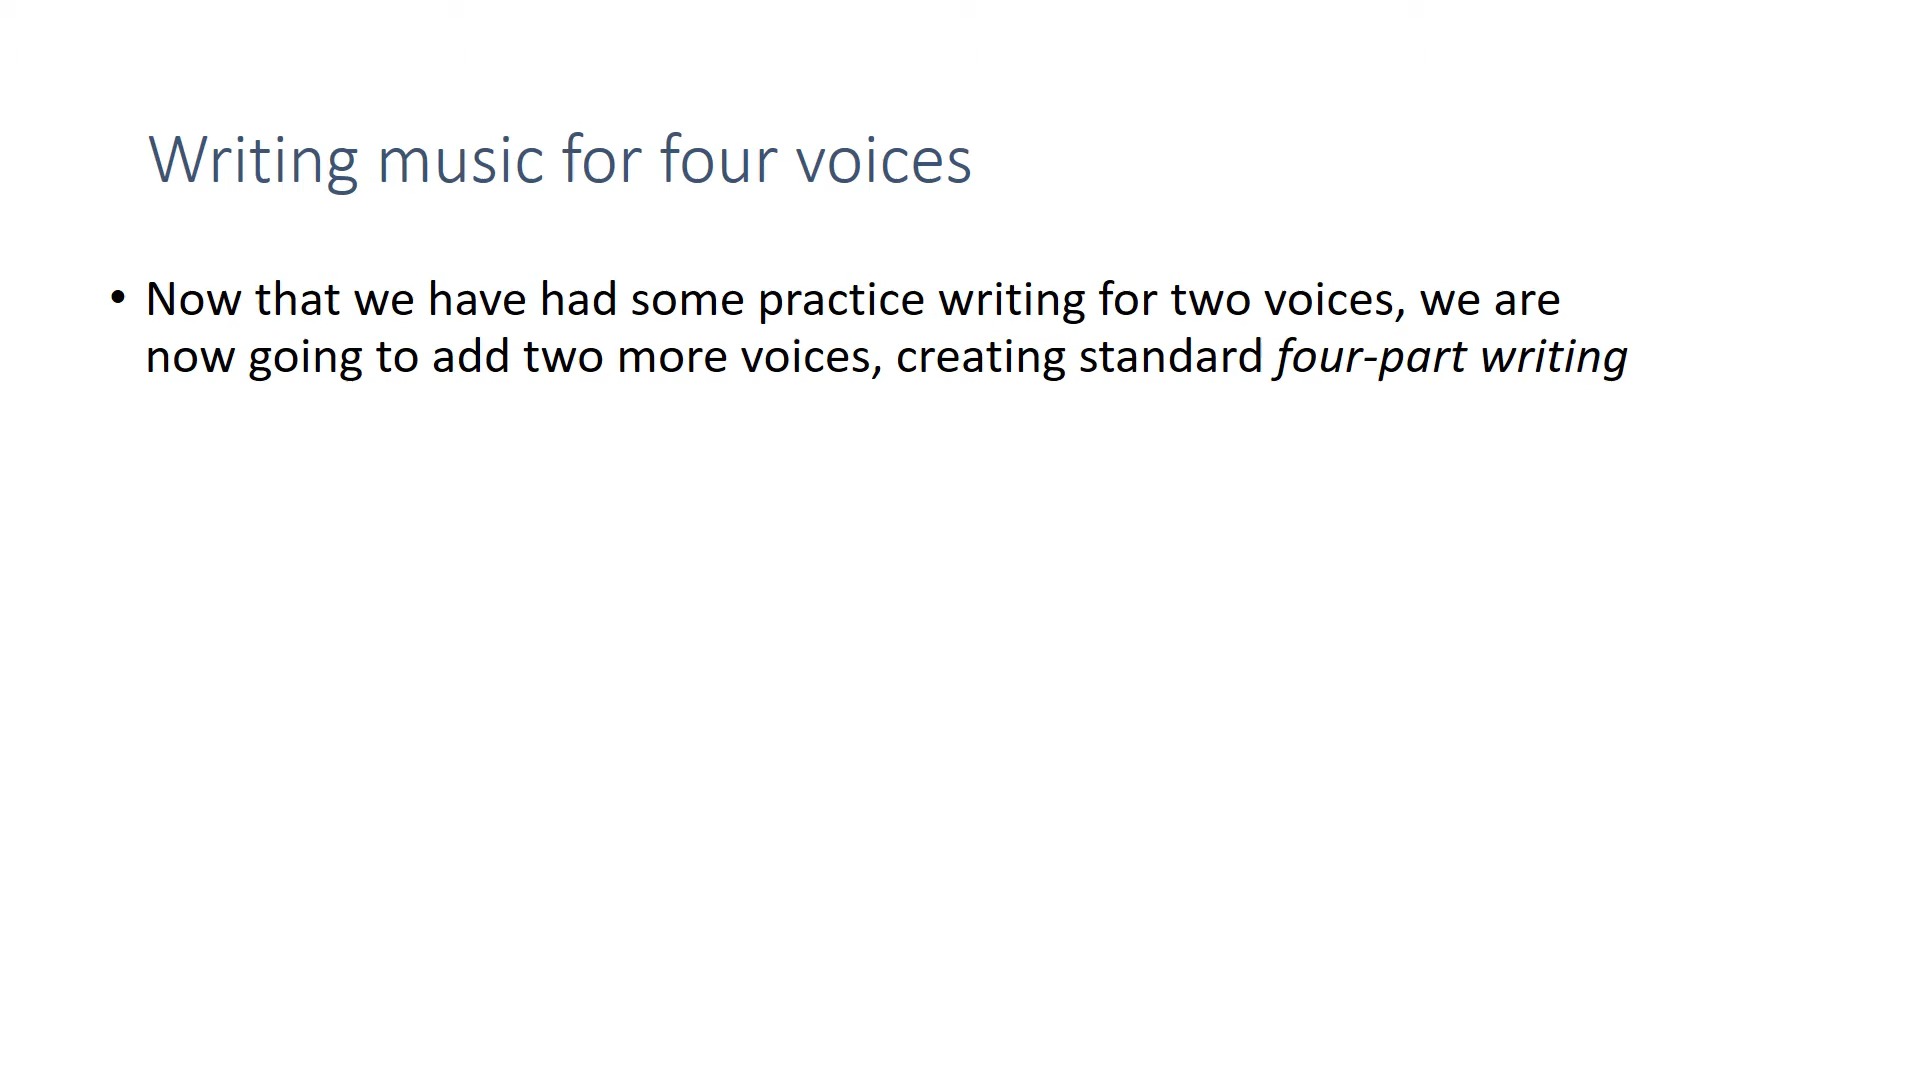 Writing music for four voices
• Now that we have had some practice writing for two voices, we are
now going to add two more voices, creating standard four-part writing